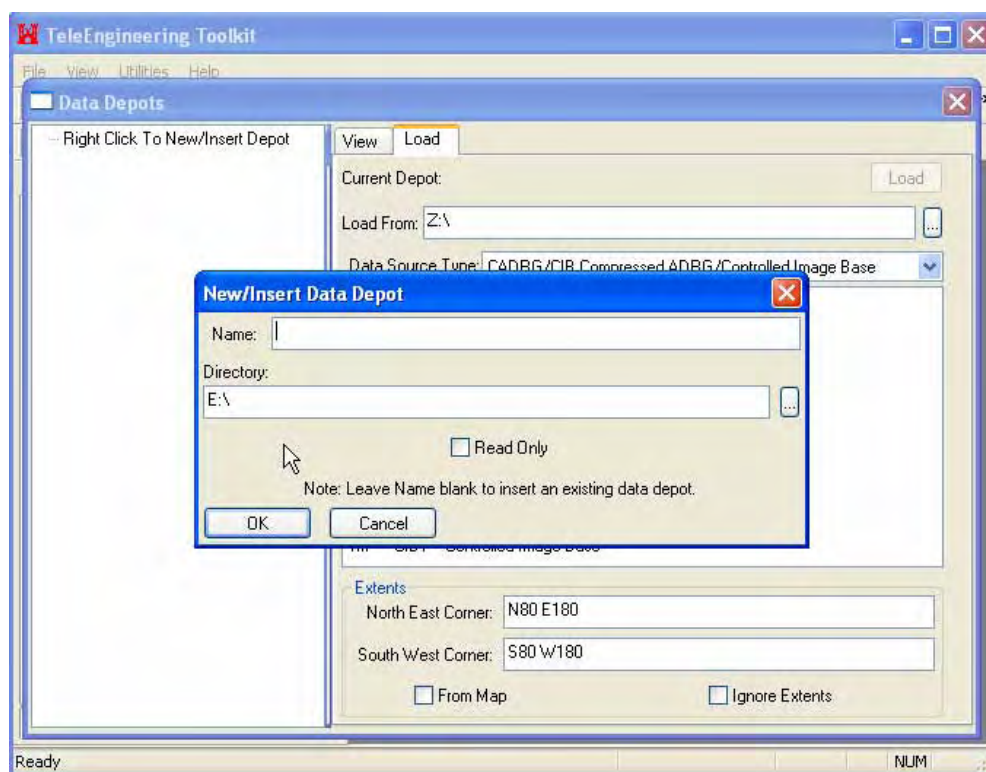 TeleEngineering Toolkit
File View Utilities Help
Data Depots
Right Click To New/Insert Depot
View Load
Current Depot: Load
Load From: Z:\ ...
Data Source Type: CADRG/CIB Compressed ADRG/Controlled Image Base
New/Insert Data Depot
Name:
Directory:
E:\ ...
Read Only
Note: Leave Name blank to insert an existing data depot.
OK Cancel
Controlled Image Base
Extents
North East Corner: N80 E180
South West Corner: S80 W180
From Map Ignore Extents
Ready NUM